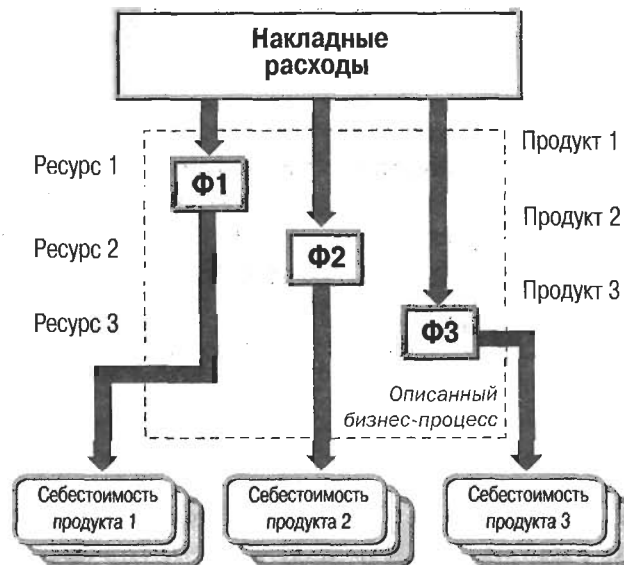 Накладные
расходы
Ресурс 1
Продукт 1
Ф1
Ресурс 2
Продукт 2
Ф2
Ресурс 3
Продукт 3
Ф3
Описанный
бизнес-процесс
Себестоимость
продукта 1
Себестоимость
продукта 2
Себестоимость
продукта 3